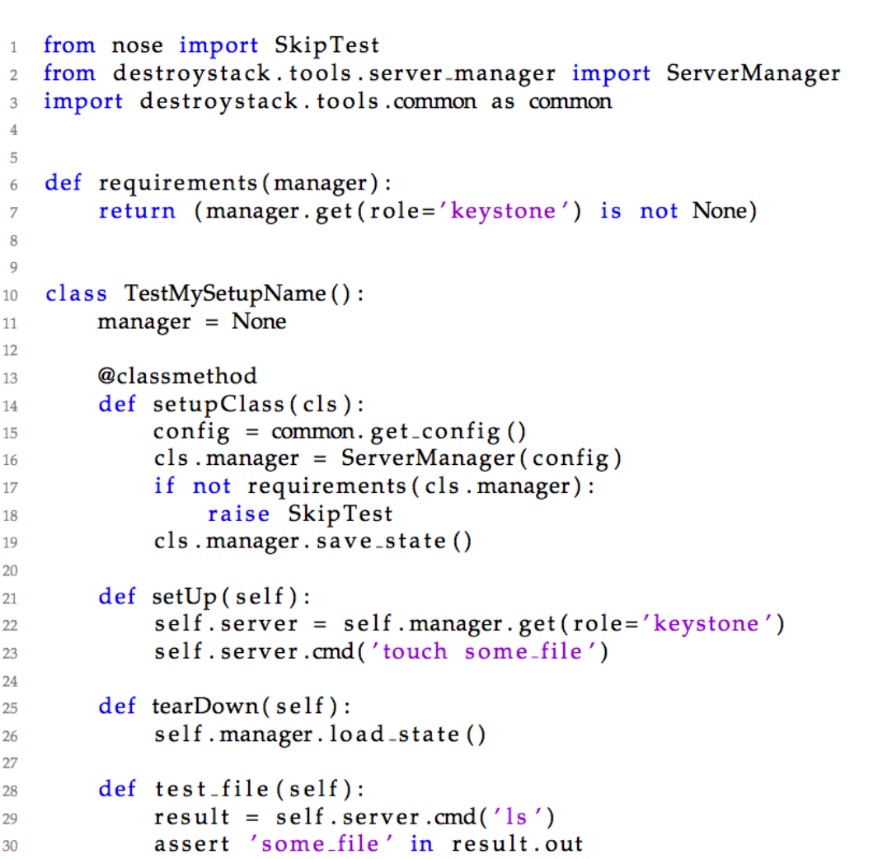 1 from nose import SkipTest
2 from destroystack.tools.server_manager import ServerManager
3 import destroystack.tools.common as common
4
5
6 def requirements(manager):
7     return (manager.get(role='keystone') is not None)
8
9
10 class TestMySetupName():
11     manager = None
12
13     @classmethod
14     def setupClass(cls):
15         config = common.get_config()
16         cls.manager = ServerManager(config)
17         if not requirements(cls.manager):
18             raise SkipTest
19         cls.manager.save_state()
20
21     def setUp(self):
22         self.server = self.manager.get(role='keystone')
23         self.server.cmd('touch some_file')
24
25     def tearDown(self):
26         self.manager.load_state()
27
28     def test_file(self):
29         result = self.server.cmd('ls')
30         assert 'some_file' in result.out